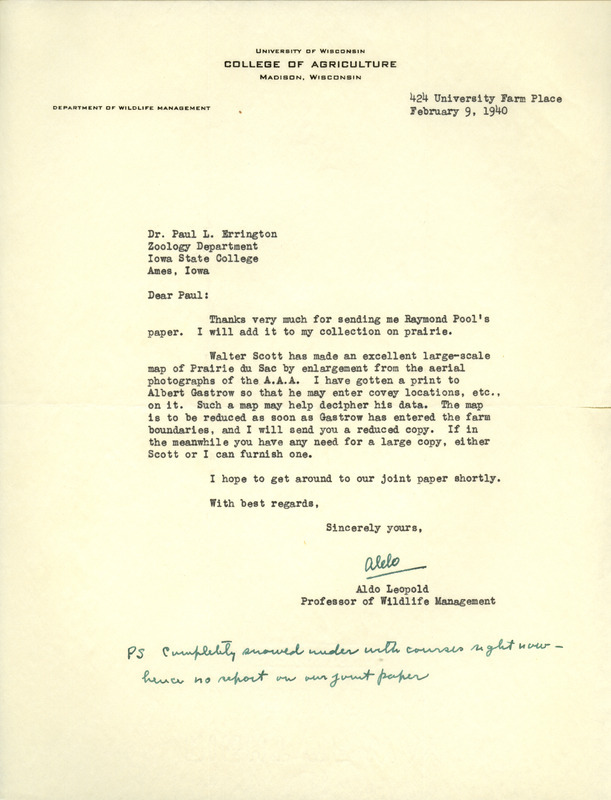 UNIVERSITY OF WISCONSIN
COLLEGE OF AGRICULTURE
MADISON, WISCONSIN
DEPARTMENT OF WILDLIFE MANAGEMENT
424 University Farm Place
February 9, 1940
Dr. Paul L. Errington
Zoology Department
Iowa State College
Ames, Iowa
Dear Paul:
Thanks very much for sending me Raymond Pool's
paper. I will add it to my collection on prairie.
Walter Scott has made an excellent large-scale
map of Prairie du Sac by enlargement from the aerial
photographs of the A.A.A. I have gotten a print to
Albert Gastrow so that he may enter covey locations, etc.,
on it. Such a map may help decipher his data. The map
is to be reduced as soon as Gastrow has entered the farm
boundaries, and I will send you a reduced copy. If in
the meanwhile you have any need for a large copy, either
Scott or I can furnish one.
I hope to get around to our joint paper shortly.
With best regards,
Sincerely yours,
Aldo
Aldo Leopold
Professor of Wildlife Management
PS Completely snowed under with courses right now —
hence no report on our joint paper